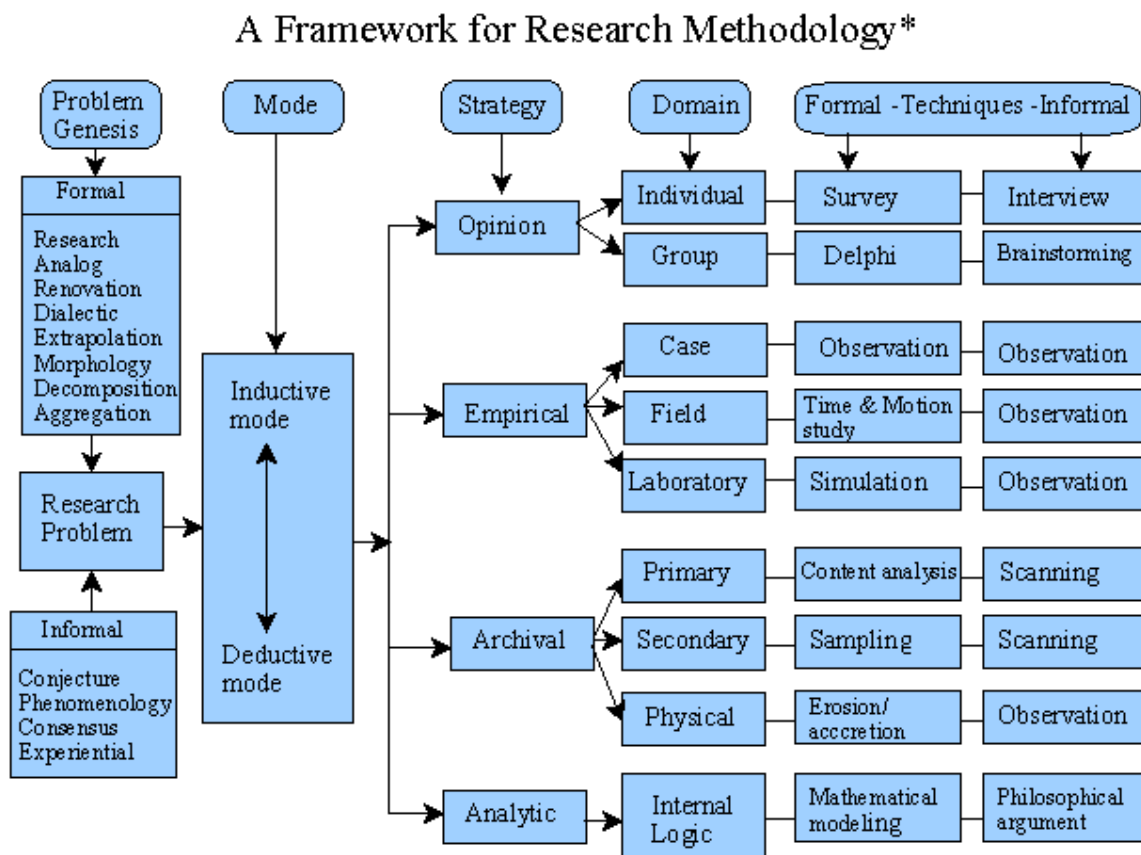 A Framework for Research Methodology*
Problem
Genesis
Mode
Strategy
Domain
Formal -Techniques -Informal
Formal
Research
Analog
Renovation
Dialectic
Extrapolation
Morphology
Decomposition
Aggregation
Research
Problem
Informal
Conjecture
Phenomenology
Consensus
Experiential
Inductive
mode
Deductive
mode
Opinion
Individual
Survey
Interview
Group
Delphi
Brainstorming
Empirical
Case
Observation
Observation
Field
Time & Motion
study
Observation
Laboratory
Simulation
Observation
Archival
Primary
Content analysis
Scanning
Secondary
Sampling
Scanning
Physical
Erosion/
acccretion
Observation
Analytic
Internal
Logic
Mathematical
modeling
Philosophical
argument